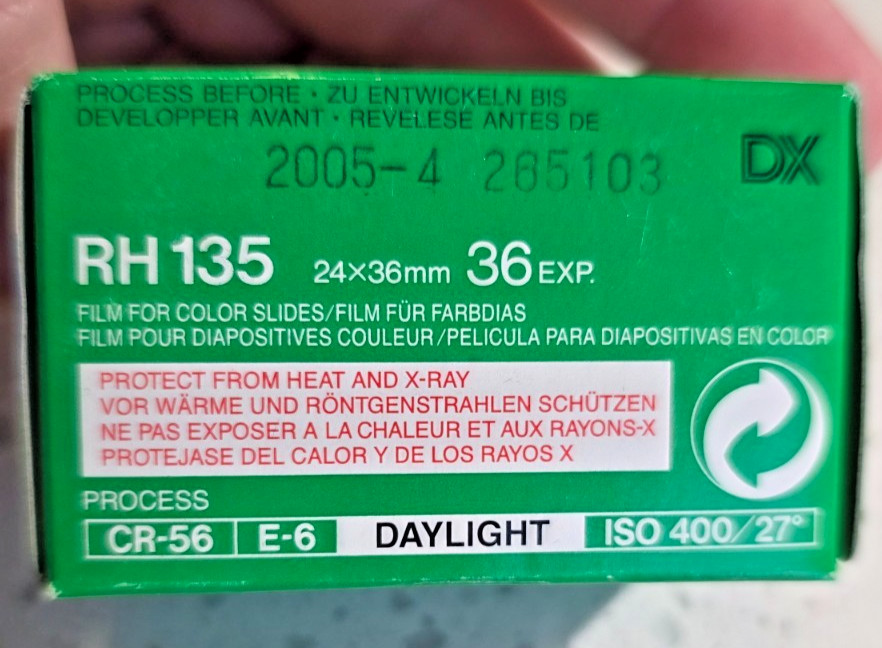 PROCESS BEFORE · ZU ENTWICKELN BIS
DEVELOPPER AVANT · REVELESE ANTES DE
2005-4 265103
DX
RH 135 24×36mm 36 EXP.
FILM FOR COLOR SLIDES/FILM FÜR FARBDIAS
FILM POUR DIAPOSITIVES COULEUR/PELICULA PARA DIAPOSITIVAS EN COLOR
PROTECT FROM HEAT AND X-RAY
VOR WÄRME UND RÖNTGENSTRAHLEN SCHÜTZEN
NE PAS EXPOSER A LA CHALEUR ET AUX RAYONS-X
PROTEJASE DEL CALOR Y DE LOS RAYOS X
PROCESS
CR-56 E-6 DAYLIGHT ISO 400/27°